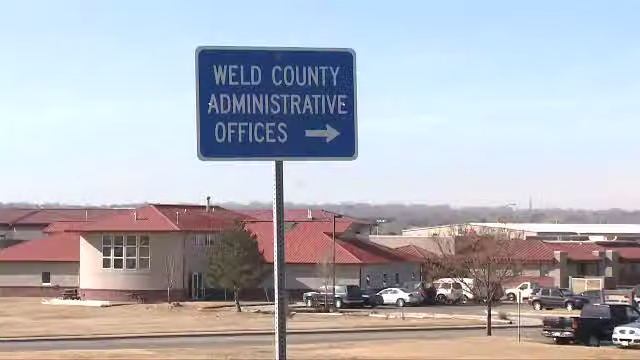 WELD COUNTY
ADMINISTRATIVE
OFFICES →